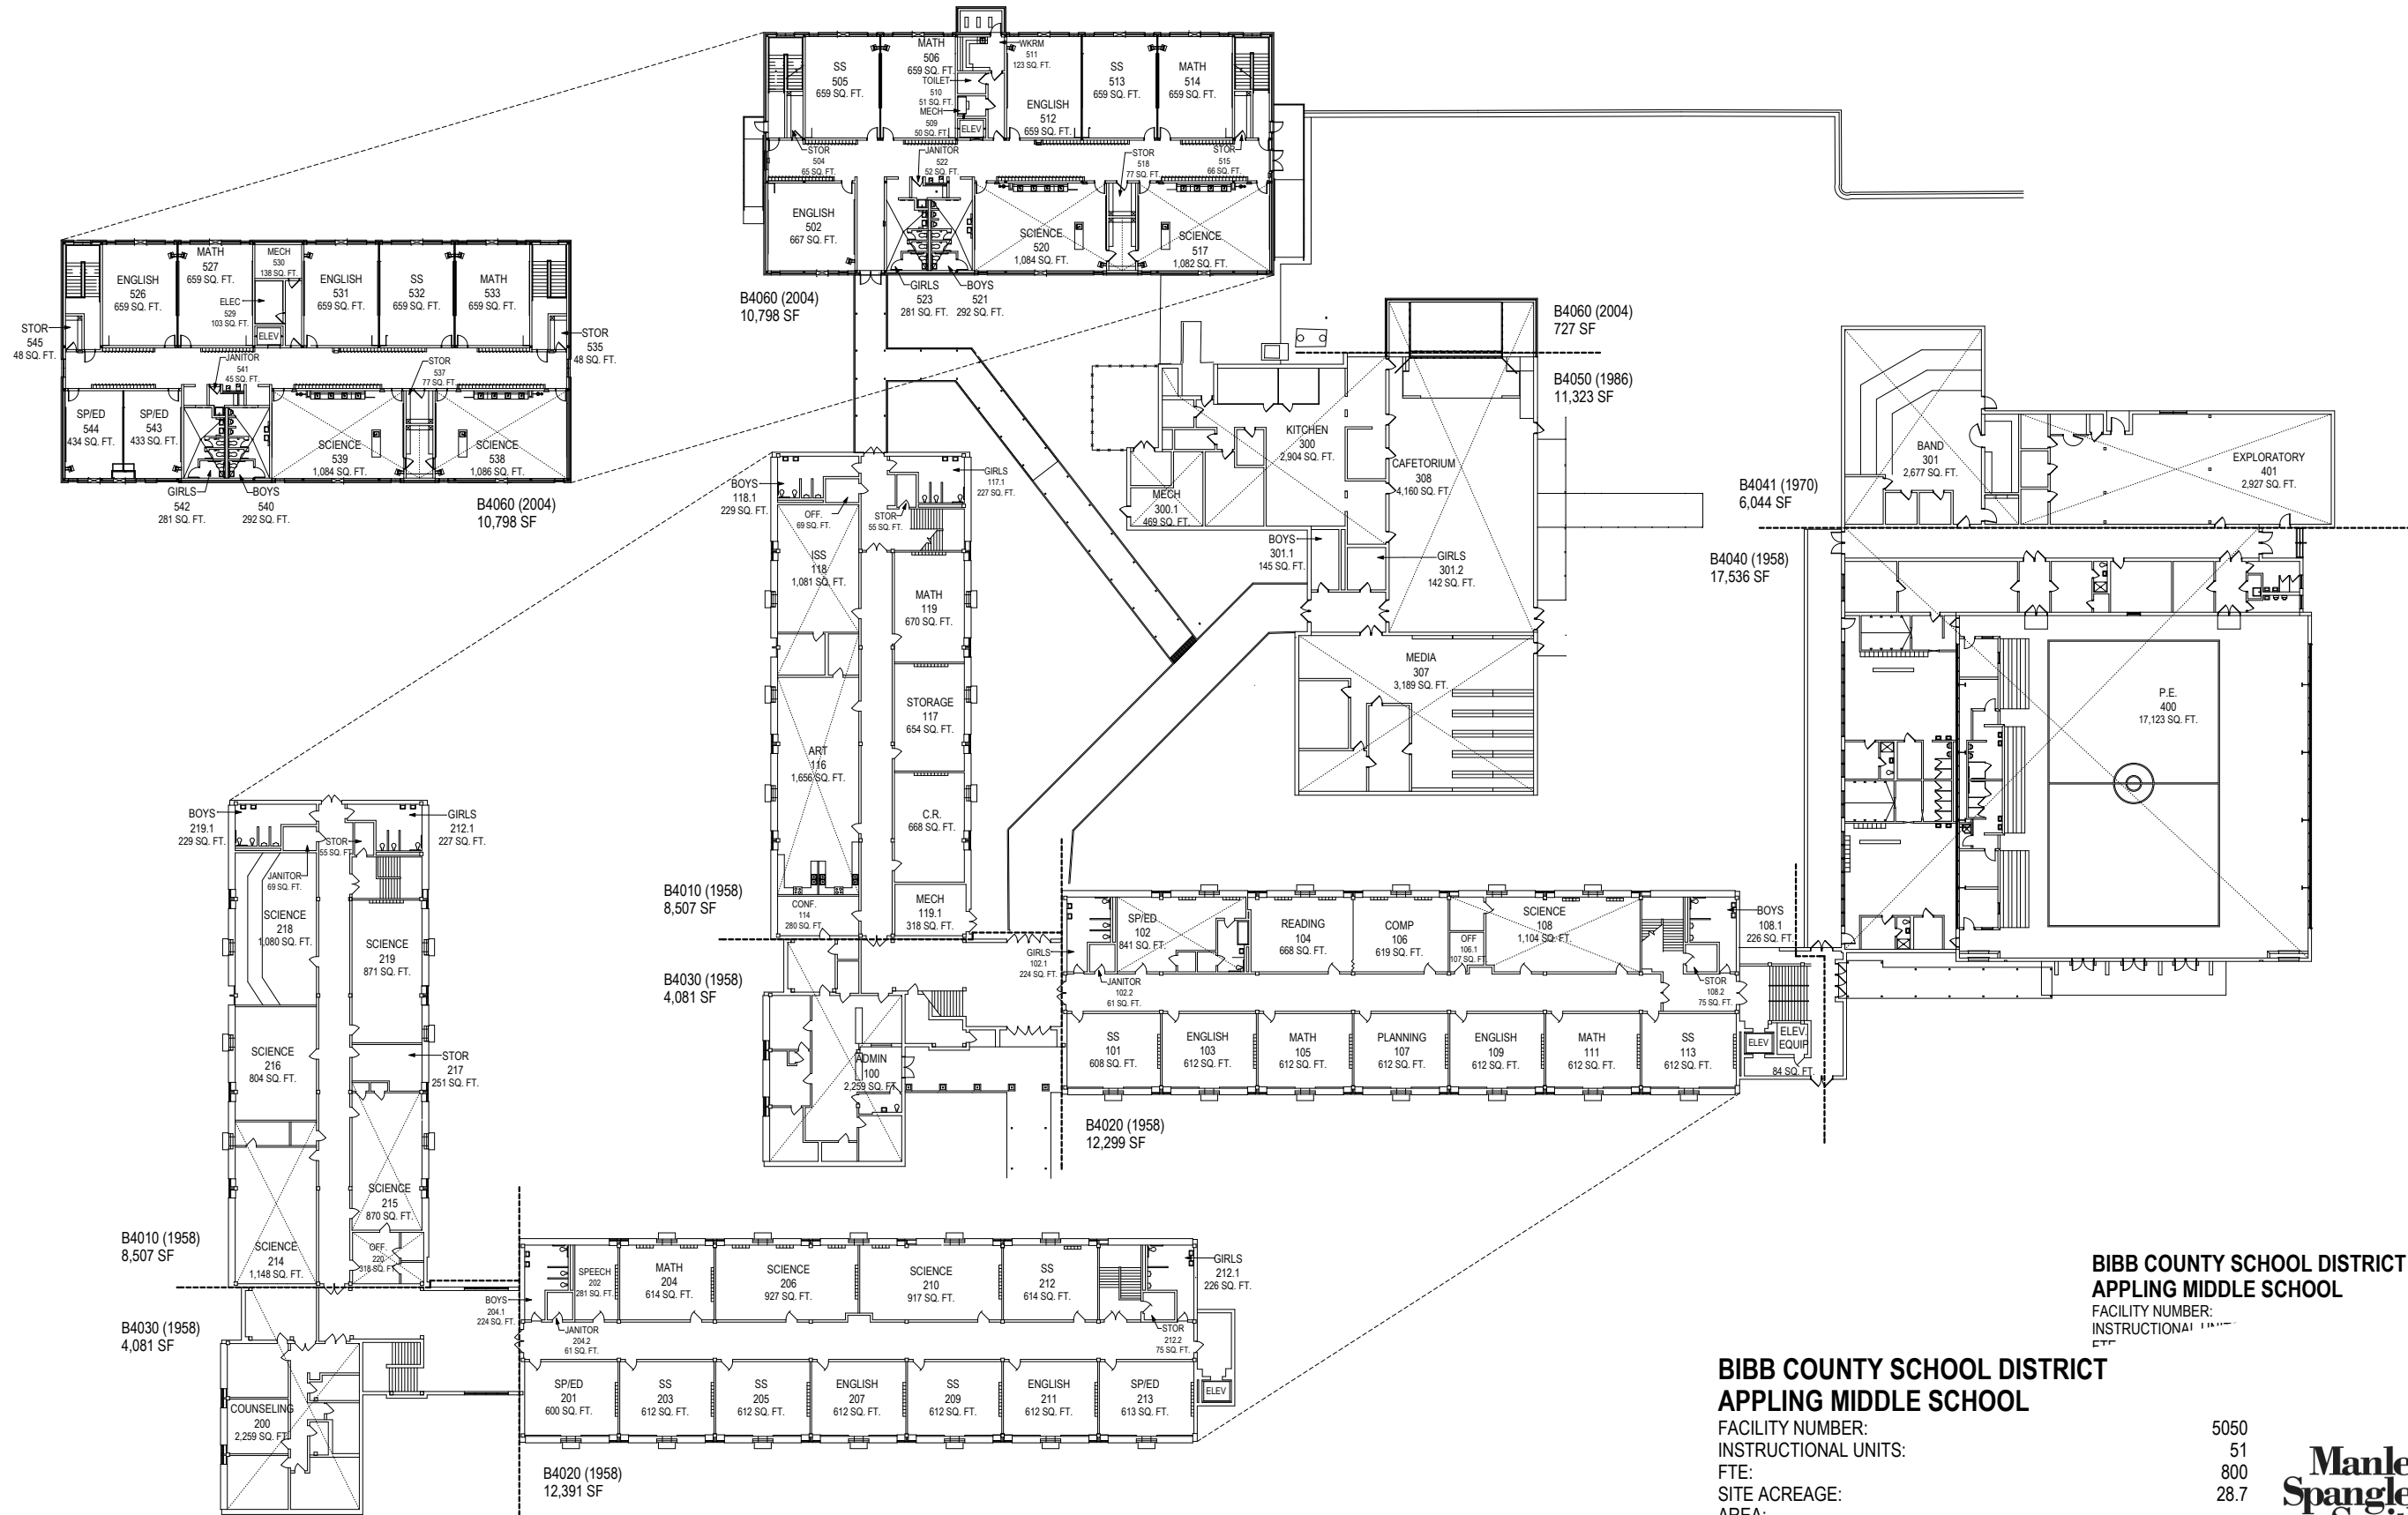 SS
505
659 SQ. FT.
MATH
506
659 SQ. FT.
TOILET
510
51 SQ. FT.
MECH
509
50 SQ. FT.
ELEV
WKRM
511
123 SQ. FT.
ENGLISH
512
659 SQ. FT.
SS
513
659 SQ. FT.
MATH
514
659 SQ. FT.
STOR
504
65 SQ. FT.
JANITOR
522
52 SQ. FT.
STOR
518
77 SQ. FT.
STOR
515
66 SQ. FT.
ENGLISH
502
667 SQ. FT.
SCIENCE
520
1,084 SQ. FT.
SCIENCE
517
1,082 SQ. FT.
GIRLS
523
281 SQ. FT.
BOYS
521
292 SQ. FT.
B4060 (2004)
10,798 SF
ENGLISH
526
659 SQ. FT.
MATH
527
659 SQ. FT.
MECH
530
138 SQ. FT.
ELEC
529
103 SQ. FT.
ELEV
ENGLISH
531
659 SQ. FT.
SS
532
659 SQ. FT.
MATH
533
659 SQ. FT.
STOR
545
48 SQ. FT.
STOR
535
48 SQ. FT.
JANITOR
541
45 SQ. FT.
STOR
537
77 SQ. FT.
SP/ED
544
434 SQ. FT.
SP/ED
543
433 SQ. FT.
SCIENCE
539
1,084 SQ. FT.
SCIENCE
538
1,086 SQ. FT.
GIRLS
542
281 SQ. FT.
BOYS
540
292 SQ. FT.
B4060 (2004)
10,798 SF
B4060 (2004)
727 SF
B4050 (1986)
11,323 SF
KITCHEN
300
2,904 SQ. FT.
CAFETORIUM
308
4,160 SQ. FT.
MECH
300.1
469 SQ. FT.
BOYS
301.1
145 SQ. FT.
GIRLS
301.2
142 SQ. FT.
MEDIA
307
3,189 SQ. FT.
BAND
301
2,677 SQ. FT.
EXPLORATORY
401
2,927 SQ. FT.
B4041 (1970)
6,044 SF
B4040 (1958)
17,536 SF
P.E.
400
17,123 SQ. FT.
BOYS
118.1
229 SQ. FT.
GIRLS
117.1
227 SQ. FT.
OFF.
69 SQ. FT.
STOR
55 SQ. FT.
ISS
118
1,081 SQ. FT.
MATH
119
670 SQ. FT.
STORAGE
117
654 SQ. FT.
ART
116
1,656 SQ. FT.
C.R.
668 SQ. FT.
CONF.
114
280 SQ. FT.
MECH
119.1
318 SQ. FT.
B4010 (1958)
8,507 SF
B4030 (1958)
4,081 SF
ADMIN
100
2,259 SQ. FT.
GIRLS
102.1
224 SQ. FT.
SP/ED
102
841 SQ. FT.
READING
104
668 SQ. FT.
COMP
106
619 SQ. FT.
OFF
106.1
107 SQ. FT.
SCIENCE
108
1,104 SQ. FT.
BOYS
108.1
226 SQ. FT.
JANITOR
102.2
61 SQ. FT.
STOR
108.2
75 SQ. FT.
SS
101
608 SQ. FT.
ENGLISH
103
612 SQ. FT.
MATH
105
612 SQ. FT.
PLANNING
107
612 SQ. FT.
ENGLISH
109
612 SQ. FT.
MATH
111
612 SQ. FT.
SS
113
612 SQ. FT.
ELEV
ELEV.
EQUIP
84 SQ. FT.
B4020 (1958)
12,299 SF
BOYS
219.1
229 SQ. FT.
GIRLS
212.1
227 SQ. FT.
STOR
55 SQ. FT.
JANITOR
69 SQ. FT.
SCIENCE
218
1,080 SQ. FT.
SCIENCE
219
871 SQ. FT.
SCIENCE
216
804 SQ. FT.
STOR
217
251 SQ. FT.
SCIENCE
215
870 SQ. FT.
SCIENCE
214
1,148 SQ. FT.
OFF.
220
318 SQ. FT.
B4010 (1958)
8,507 SF
B4030 (1958)
4,081 SF
COUNSELING
200
2,259 SQ. FT.
BOYS
204.1
224 SQ. FT.
SPEECH
202
281 SQ. FT.
MATH
204
614 SQ. FT.
SCIENCE
206
927 SQ. FT.
SCIENCE
210
917 SQ. FT.
SS
212
614 SQ. FT.
GIRLS
212.1
226 SQ. FT.
JANITOR
204.2
61 SQ. FT.
STOR
212.2
75 SQ. FT.
SP/ED
201
600 SQ. FT.
SS
203
612 SQ. FT.
SS
205
612 SQ. FT.
ENGLISH
207
612 SQ. FT.
SS
209
612 SQ. FT.
ENGLISH
211
612 SQ. FT.
SP/ED
213
613 SQ. FT.
ELEV
B4020 (1958)
12,391 SF
BIBB COUNTY SCHOOL DISTRICT
APPLING MIDDLE SCHOOL
FACILITY NUMBER:
INSTRUCTIONAL
BIBB COUNTY SCHOOL DISTRICT
APPLING MIDDLE SCHOOL
FACILITY NUMBER: 5050
INSTRUCTIONAL UNITS: 51
FTE: 800
SITE ACREAGE: 28.7
AREA:
Manle
Spangle